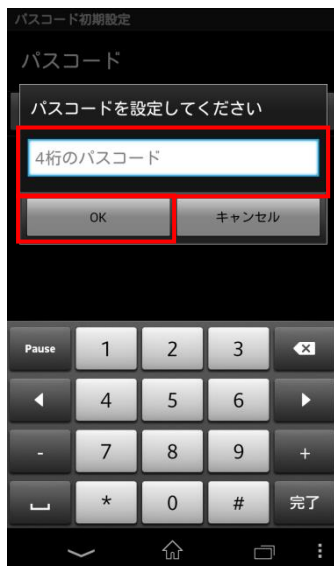 パスコード初期設定
パスコード
パスコードを設定してください
4桁のパスコード
OK キャンセル
Pause 1 2 3
4 5 6
- 7 8 9 +
* 0 # 完了